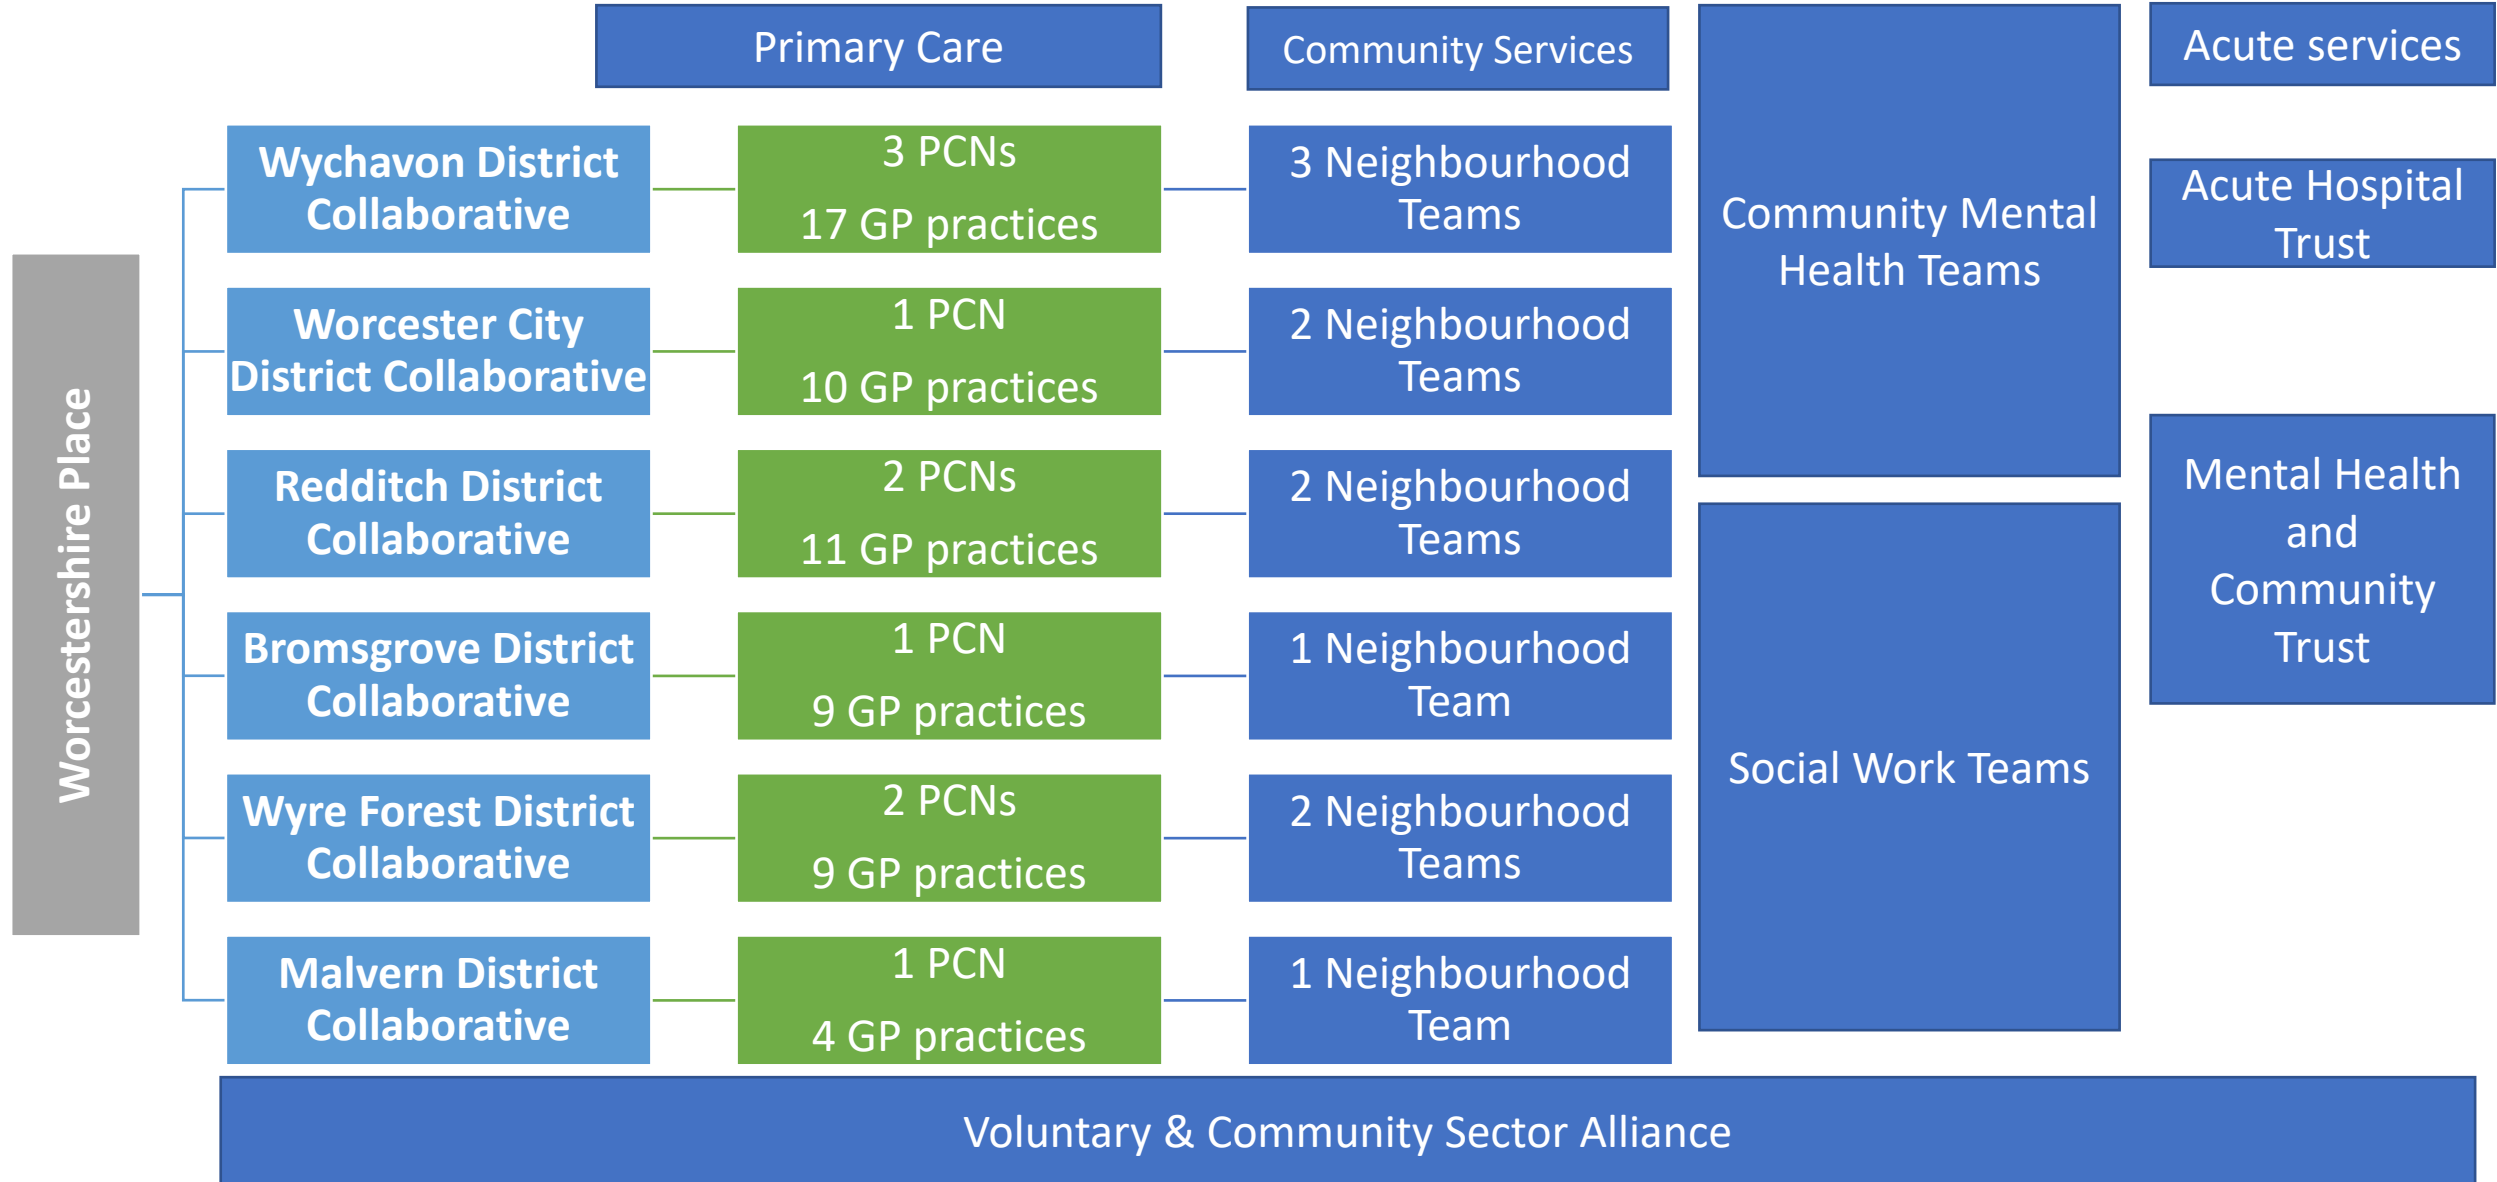 Primary Care
Community Services
Acute services
Worcestershire Place
Wychavon District
Collaborative
3 PCNs
17 GP practices
3 Neighbourhood
Teams
Worcester City
District Collaborative
1 PCN
10 GP practices
2 Neighbourhood
Teams
Redditch District
Collaborative
2 PCNs
11 GP practices
2 Neighbourhood
Teams
Bromsgrove District
Collaborative
1 PCN
9 GP practices
1 Neighbourhood
Team
Wyre Forest District
Collaborative
2 PCNs
9 GP practices
2 Neighbourhood
Teams
Malvern District
Collaborative
1 PCN
4 GP practices
1 Neighbourhood
Team
Community Mental
Health Teams
Social Work Teams
Acute Hospital
Trust
Mental Health
and
Community
Trust
Voluntary & Community Sector Alliance